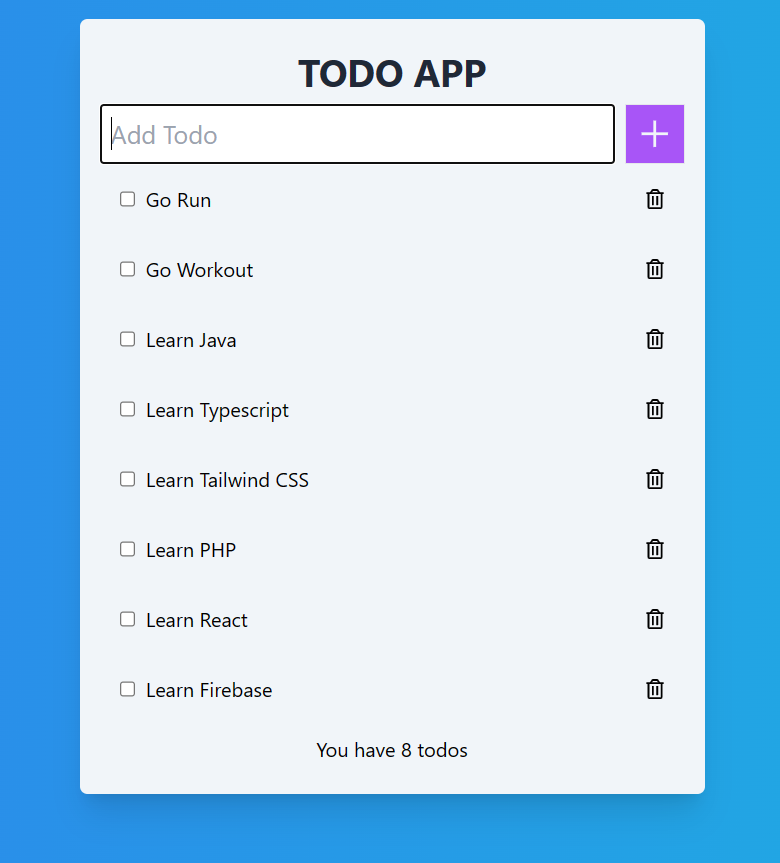 TODO APP
Add Todo
Go Run
Go Workout
Learn Java
Learn Typescript
Learn Tailwind CSS
Learn PHP
Learn React
Learn Firebase
You have 8 todos